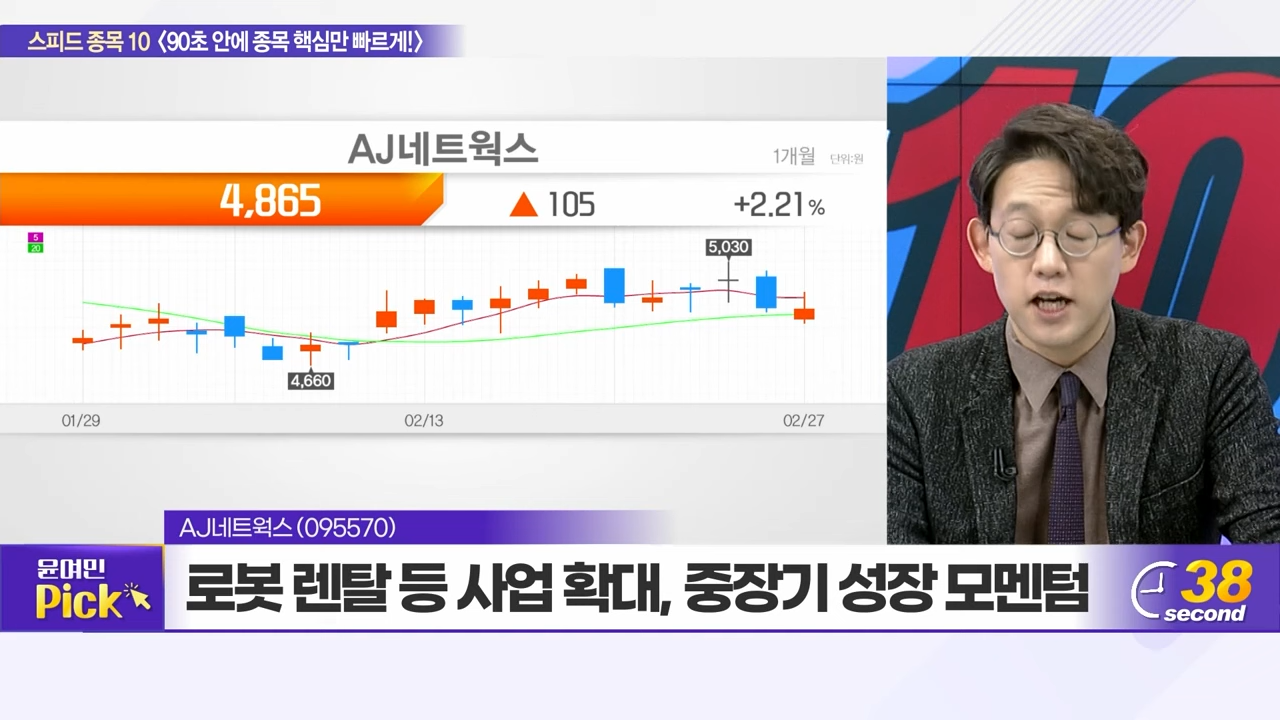 스피드 종목 10 〈90초 안에 종목 핵심만 빠르게!〉
AJ네트웍스
1개월 단위:원
4,865 ▲ 105 +2.21%
5
20
5,030
4,660
01/29 02/13 02/27
AJ네트웍스 (095570)
윤여민
Pick
로봇 렌탈 등 사업 확대, 중장기 성장 모멘텀
38
second